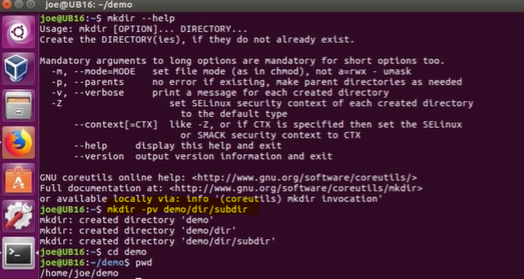 joe@UB16: ~/demo
joe@UB16:~$ mkdir --help
Usage: mkdir [OPTION]... DIRECTORY...
Create the DIRECTORY(ies), if they do not already exist.
Mandatory arguments to long options are mandatory for short options too.
-m, --mode=MODE   set file mode (as in chmod), not a=rwx - umask
-p, --parents     no error if existing, make parent directories as needed
-v, --verbose     print a message for each created directory
-Z                   set SELinux security context of each created directory
to the default type
--context[=CTX]  like -Z, or if CTX is specified then set the SELinux
or SMACK security context to CTX
--help     display this help and exit
--version  output version information and exit
GNU coreutils online help: <http://www.gnu.org/software/coreutils/>
Full documentation at: <http://www.gnu.org/software/coreutils/mkdir>
or available locally via: info '(coreutils) mkdir invocation'
joe@UB16:~$ mkdir -pv demo/dir/subdir
mkdir: created directory 'demo'
mkdir: created directory 'demo/dir'
mkdir: created directory 'demo/dir/subdir'
joe@UB16:~$ cd demo
joe@UB16:~/demo$ pwd
/home/joe/demo